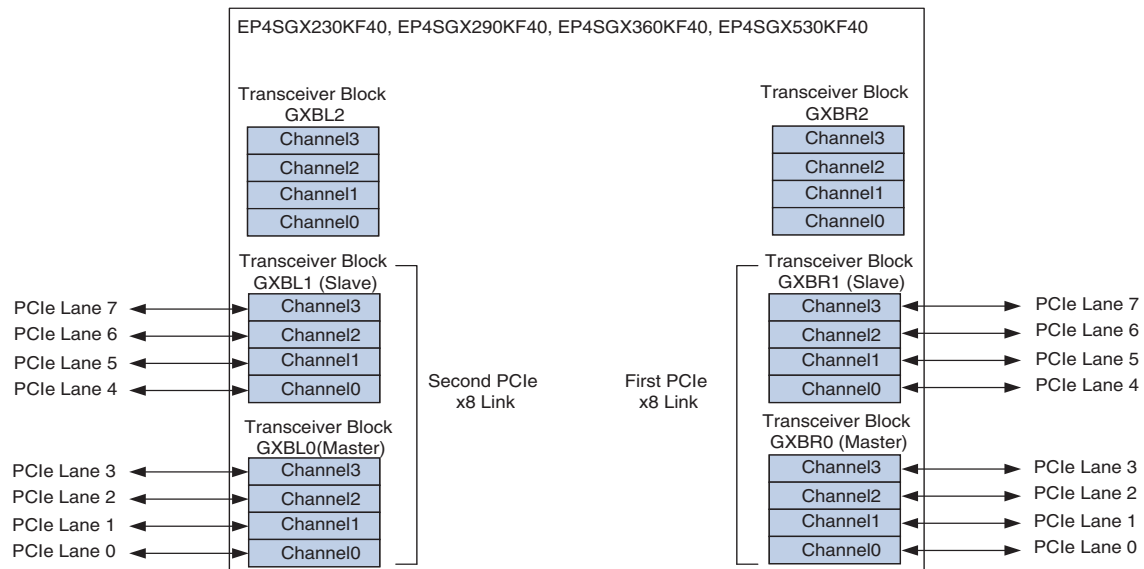 EP4SGX230KF40, EP4SGX290KF40, EP4SGX360KF40, EP4SGX530KF40
Transceiver Block
GXBL2
Channel3
Channel2
Channel1
Channel0
Transceiver Block
GXBR2
Channel3
Channel2
Channel1
Channel0
Transceiver Block
GXBL1 (Slave)
PCIe Lane 7
Channel3
PCIe Lane 6
Channel2
PCIe Lane 5
Channel1
PCIe Lane 4
Channel0
Second PCIe
x8 Link
Transceiver Block
GXBL0(Master)
PCIe Lane 3
Channel3
PCIe Lane 2
Channel2
PCIe Lane 1
Channel1
PCIe Lane 0
Channel0
First PCIe
x8 Link
Transceiver Block
GXBR1 (Slave)
Channel3
PCIe Lane 7
Channel2
PCIe Lane 6
Channel1
PCIe Lane 5
Channel0
PCIe Lane 4
Transceiver Block
GXBR0 (Master)
Channel3
PCIe Lane 3
Channel2
PCIe Lane 2
Channel1
PCIe Lane 1
Channel0
PCIe Lane 0